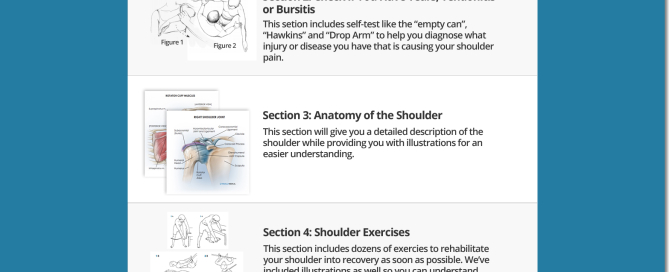 or Bursitis
This setion includes self-test like the “empty can”,
“Hawkins” and “Drop Arm” to help you diagnose what
injury or disease you have that is causing your shoulder
pain.
Figure 1
Figure 2
ROTATOR CUFF MUSCLES
RIGHT SHOULDER JOINT
Section 3: Anatomy of the Shoulder
This section will give you a detailed description of the
shoulder while providing you with illustrations for an
easier understanding.
Section 4: Shoulder Exercises
This section includes dozens of exercies to rehabilitate
your shoulder into recovery as soon as possible. We’ve
included illustrations as well so you can understand